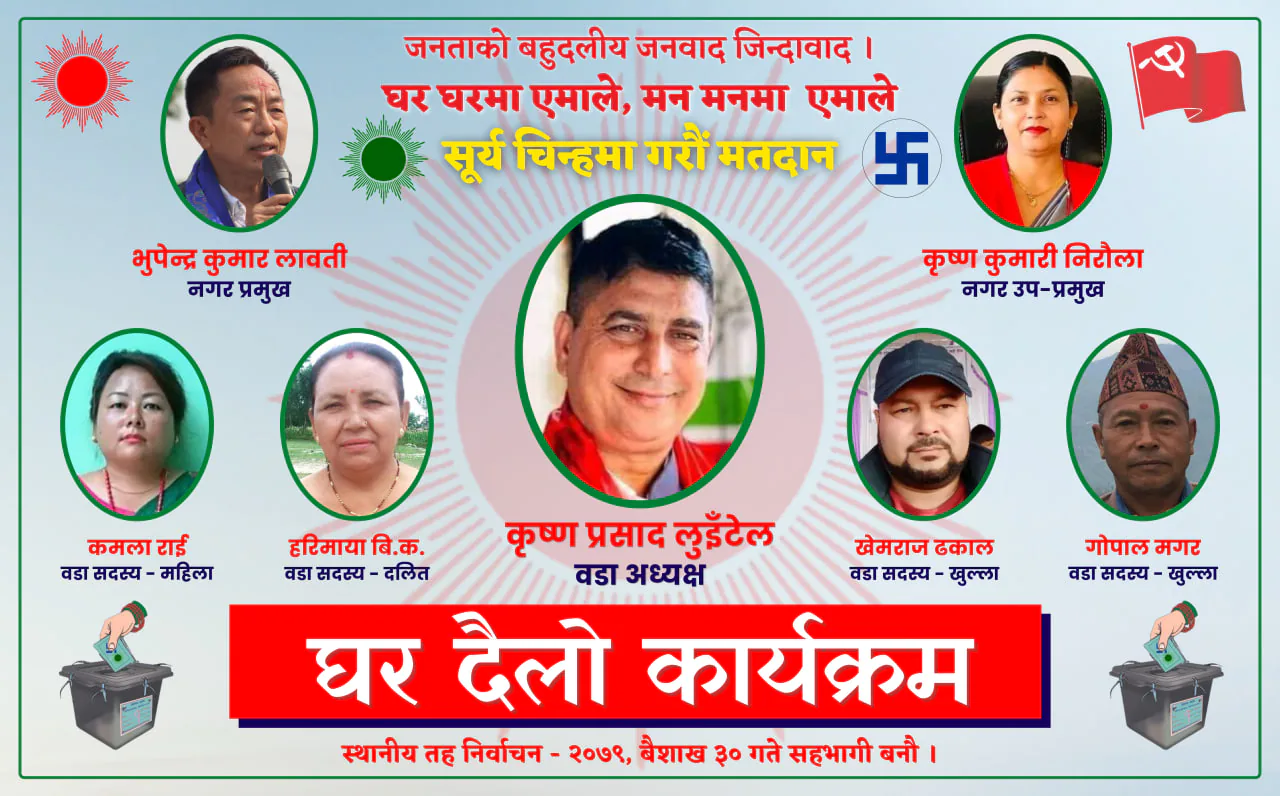 जनताको बहुदलीय जनवाद जिन्दावाद ।
घर घरमा एमाले, मन मनमा एमाले
सूर्य चिन्हमा गरौं मतदान
भुपेन्द्र कुमार लावती
नगर प्रमुख
कृष्ण कुमारी निरौला
नगर उप-प्रमुख
कमला राई
वडा सदस्य - महिला
हरिमाया बि.क.
वडा सदस्य - दलित
कृष्ण प्रसाद लुइँटेल
वडा अध्यक्ष
खेमराज ढकाल
वडा सदस्य - खुल्ला
गोपाल मगर
वडा सदस्य - खुल्ला
घर दैलो कार्यक्रम
स्थानीय तह निर्वाचन - २०७९, बैशाख ३० गते सहभागी बनौ ।